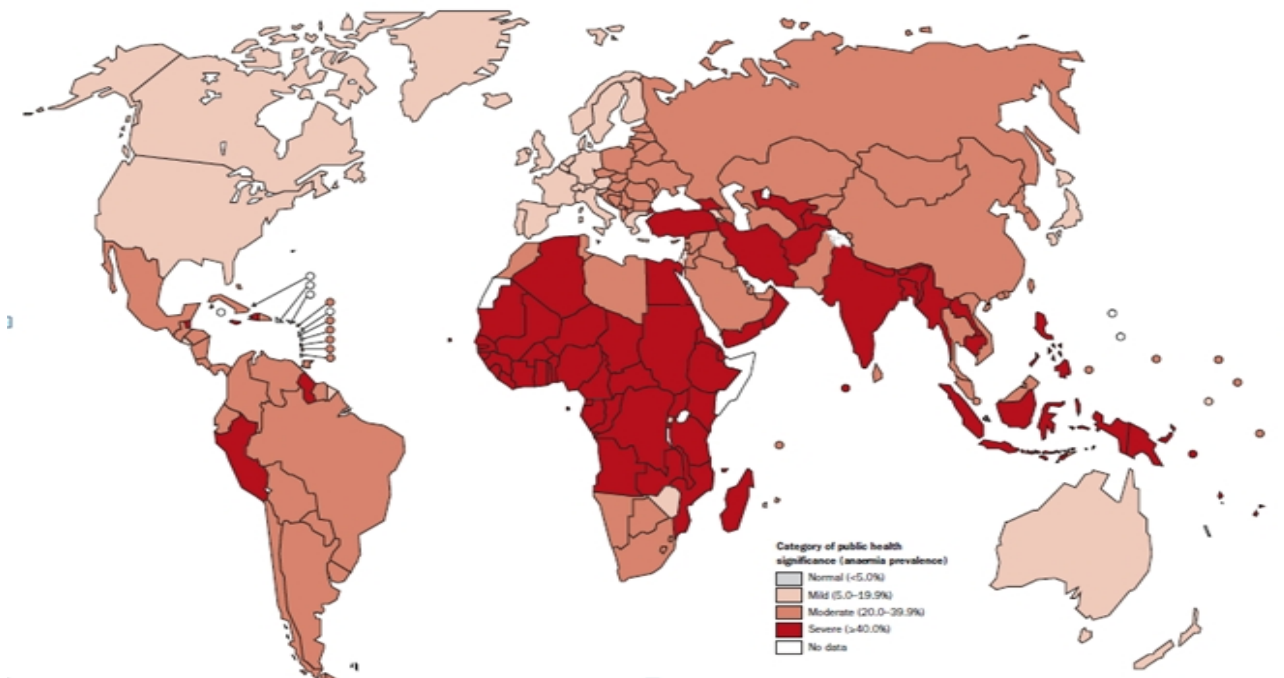 Category of public health
significance (anaemia prevalence)
Normal (<5.0%)
Mild (5.0–19.9%)
Moderate (20.0–39.9%)
Severe (≥40.0%)
No data